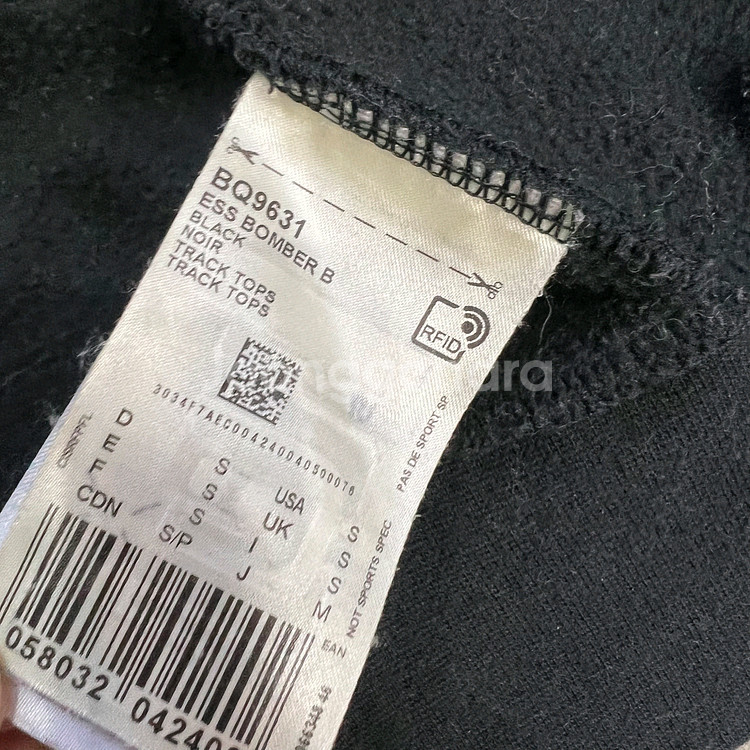 BQ9631
ESS BOMBER B
BLACK
NOIR
TRACK TOPS
TRACK TOPS
RFID
3034F7AEC004240040500076
D S USA S
E S UK S
F S I S
CDN S/P J M
PAS DE SPORT SP
NOT SPORTS SPEC
EAN
058032